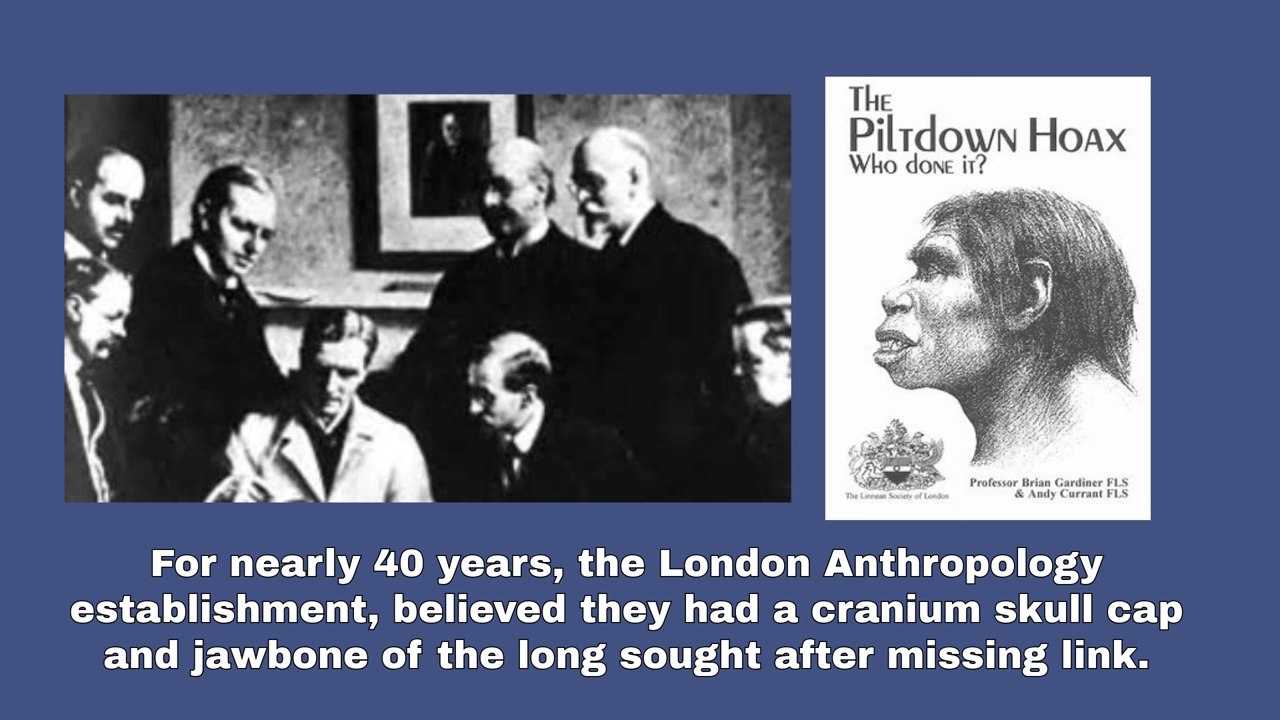 The
Piltdown Hoax
Who done it?
The Linnean Society of London
Professor Brian Gardiner FLS
& Andy Currant FLS
For nearly 40 years, the London Anthropology
establishment, believed they had a cranium skull cap
and jawbone of the long sought after missing link.